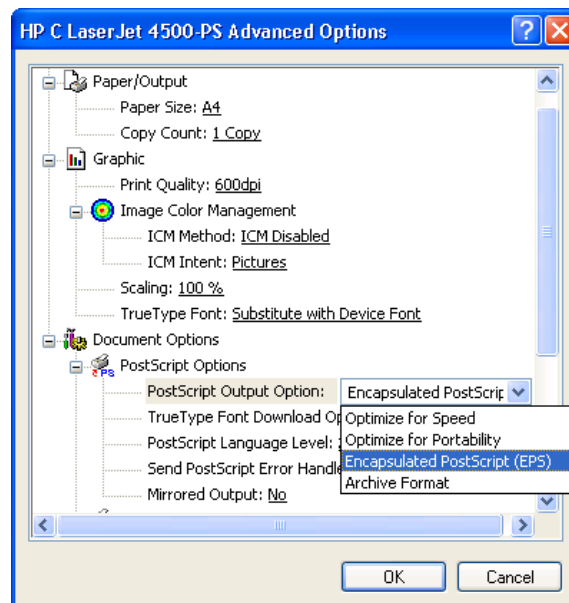 HP C LaserJet 4500-PS Advanced Options
Paper/Output
Paper Size: A4
Copy Count: 1 Copy
Graphic
Print Quality: 600dpi
Image Color Management
ICM Method: ICM Disabled
ICM Intent: Pictures
Scaling: 100 %
TrueType Font: Substitute with Device Font
Document Options
PS PostScript Options
PostScript Output Option: Encapsulated PostScrip
Optimize for Speed
Optimize for Portability
Encapsulated PostScript (EPS)
Archive Format
TrueType Font Download Op
PostScript Language Level:
Send PostScript Error Handle
Mirrored Output: No
OK Cancel